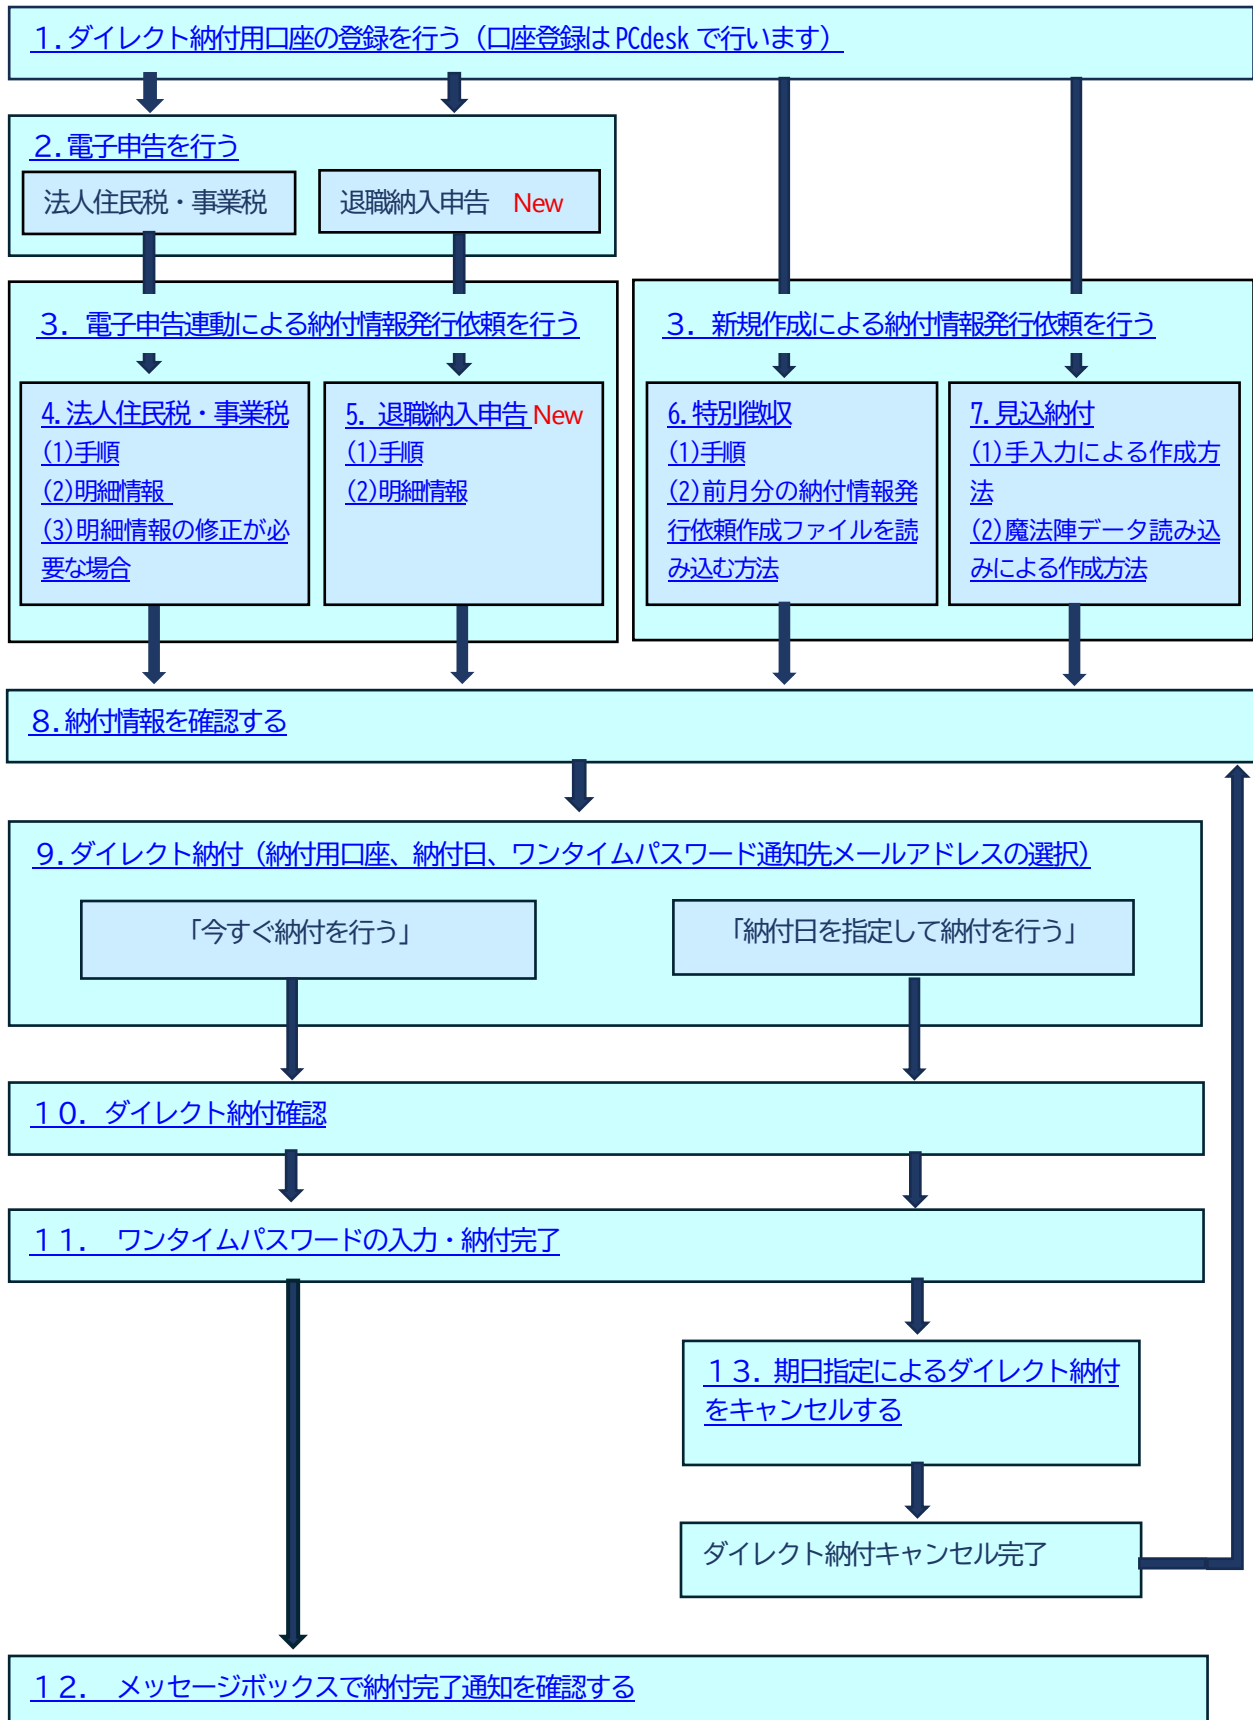 １.ダイレクト納付用口座の登録を行う（口座登録は PCdesk で行います）
２.電子申告を行う
法人住民税・事業税
退職納入申告 New
３. 電子申告連動による納付情報発行依頼を行う
4.法人住民税・事業税
(1)手順
(2)明細情報
(3)明細情報の修正が必
要な場合
5. 退職納入申告 New
(1)手順
(2)明細情報
３. 新規作成による納付情報発行依頼を行う
6.特別徴収
(1)手順
(2)前月分の納付情報発
行依頼作成ファイルを読
み込む方法
7.見込納付
(1)手入力による作成方
法
(2)魔法陣データ読み込
みによる作成方法
８.納付情報を確認する
９.ダイレクト納付（納付用口座、納付日、ワンタイムパスワード通知先メールアドレスの選択）
「今すぐ納付を行う」
「納付日を指定して納付を行う」
１０. ダイレクト納付確認
１１.　ワンタイムパスワードの入力・納付完了
１３. 期日指定によるダイレクト納付
をキャンセルする
ダイレクト納付キャンセル完了
１２.　メッセージボックスで納付完了通知を確認する